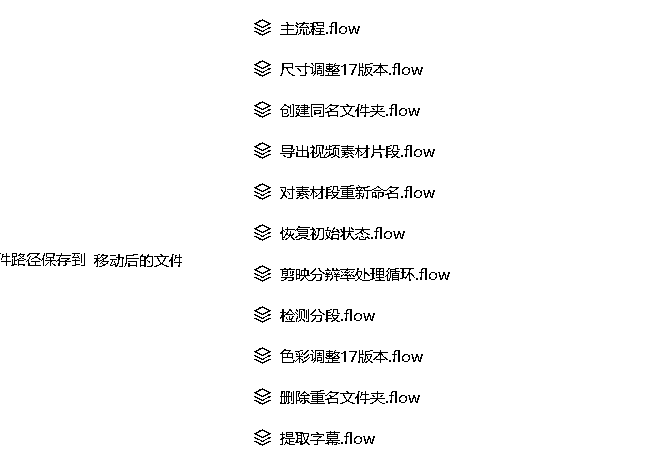 主流程.flow
尺寸调整17版本.flow
创建同名文件夹.flow
导出视频素材片段.flow
对素材段重新命名.flow
恢复初始状态.flow
件路径保存到 移动后的文件
剪映分辨率处理循环.flow
检测分段.flow
色彩调整17版本.flow
删除重名文件夹.flow
提取字幕.flow